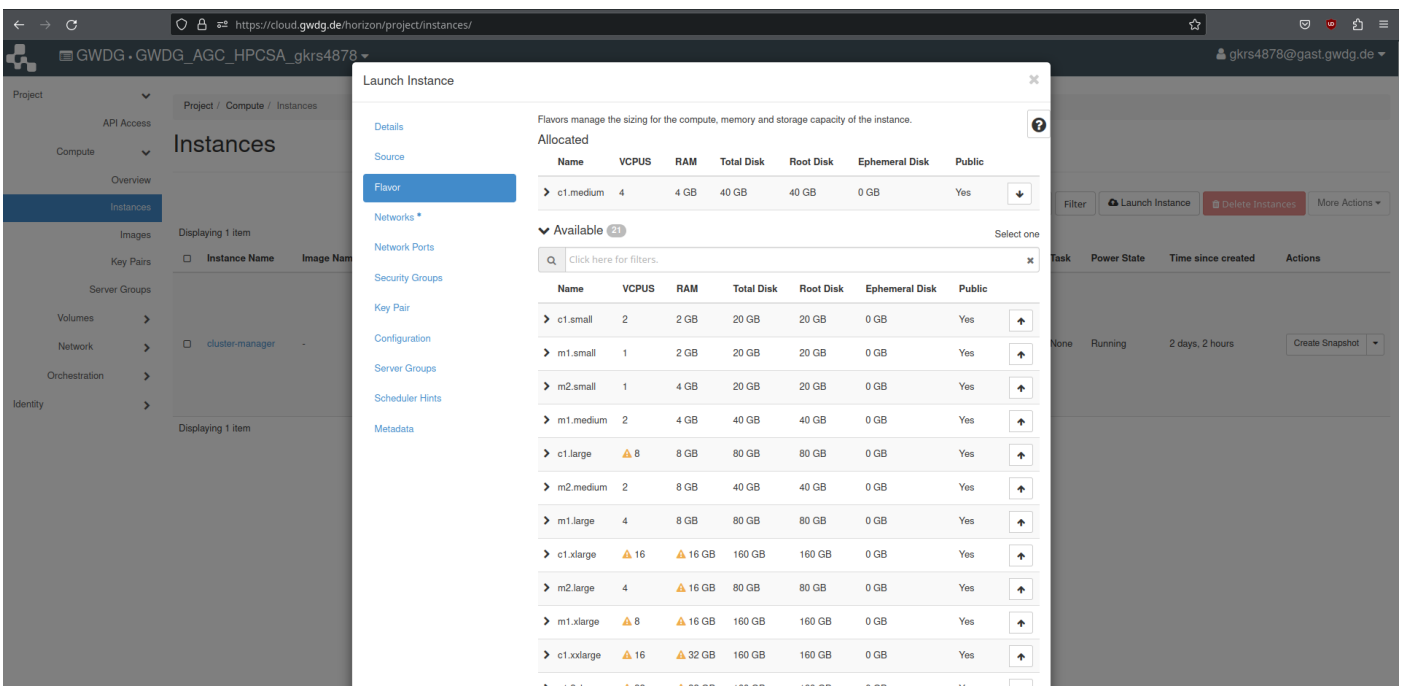 https://cloud.gwdg.de/horizon/project/instances/
GWDG • GWDG_AGC_HPCSA_gkrs4878
gkrs4878@gast.gwdg.de
Project
API Access
Compute
Overview
Instances
Images
Key Pairs
Server Groups
Volumes
Network
Orchestration
Identity
Project / Compute / Instances
Instances
Filter
Launch Instance
Delete Instances
More Actions
Displaying 1 item
Instance Name Image Nam
Task Power State Time since created Actions
cluster-manager -
None Running 2 days, 2 hours Create Snapshot
Displaying 1 item
Launch Instance
Details
Source
Flavor
Networks *
Network Ports
Security Groups
Key Pair
Configuration
Server Groups
Scheduler Hints
Metadata
Flavors manage the sizing for the compute, memory and storage capacity of the instance.
Allocated
Name VCPUS RAM Total Disk Root Disk Ephemeral Disk Public
c1.medium 4 4 GB 40 GB 40 GB 0 GB Yes
Available 21
Select one
Click here for filters.
Name VCPUS RAM Total Disk Root Disk Ephemeral Disk Public
c1.small 2 2 GB 20 GB 20 GB 0 GB Yes
m1.small 1 2 GB 20 GB 20 GB 0 GB Yes
m2.small 1 4 GB 20 GB 20 GB 0 GB Yes
m1.medium 2 4 GB 40 GB 40 GB 0 GB Yes
c1.large 8 8 GB 80 GB 80 GB 0 GB Yes
m2.medium 2 8 GB 40 GB 40 GB 0 GB Yes
m1.large 4 8 GB 80 GB 80 GB 0 GB Yes
c1.xlarge 16 16 GB 160 GB 160 GB 0 GB Yes
m2.large 4 16 GB 80 GB 80 GB 0 GB Yes
m1.xlarge 8 16 GB 160 GB 160 GB 0 GB Yes
c1.xxlarge 16 32 GB 160 GB 160 GB 0 GB Yes